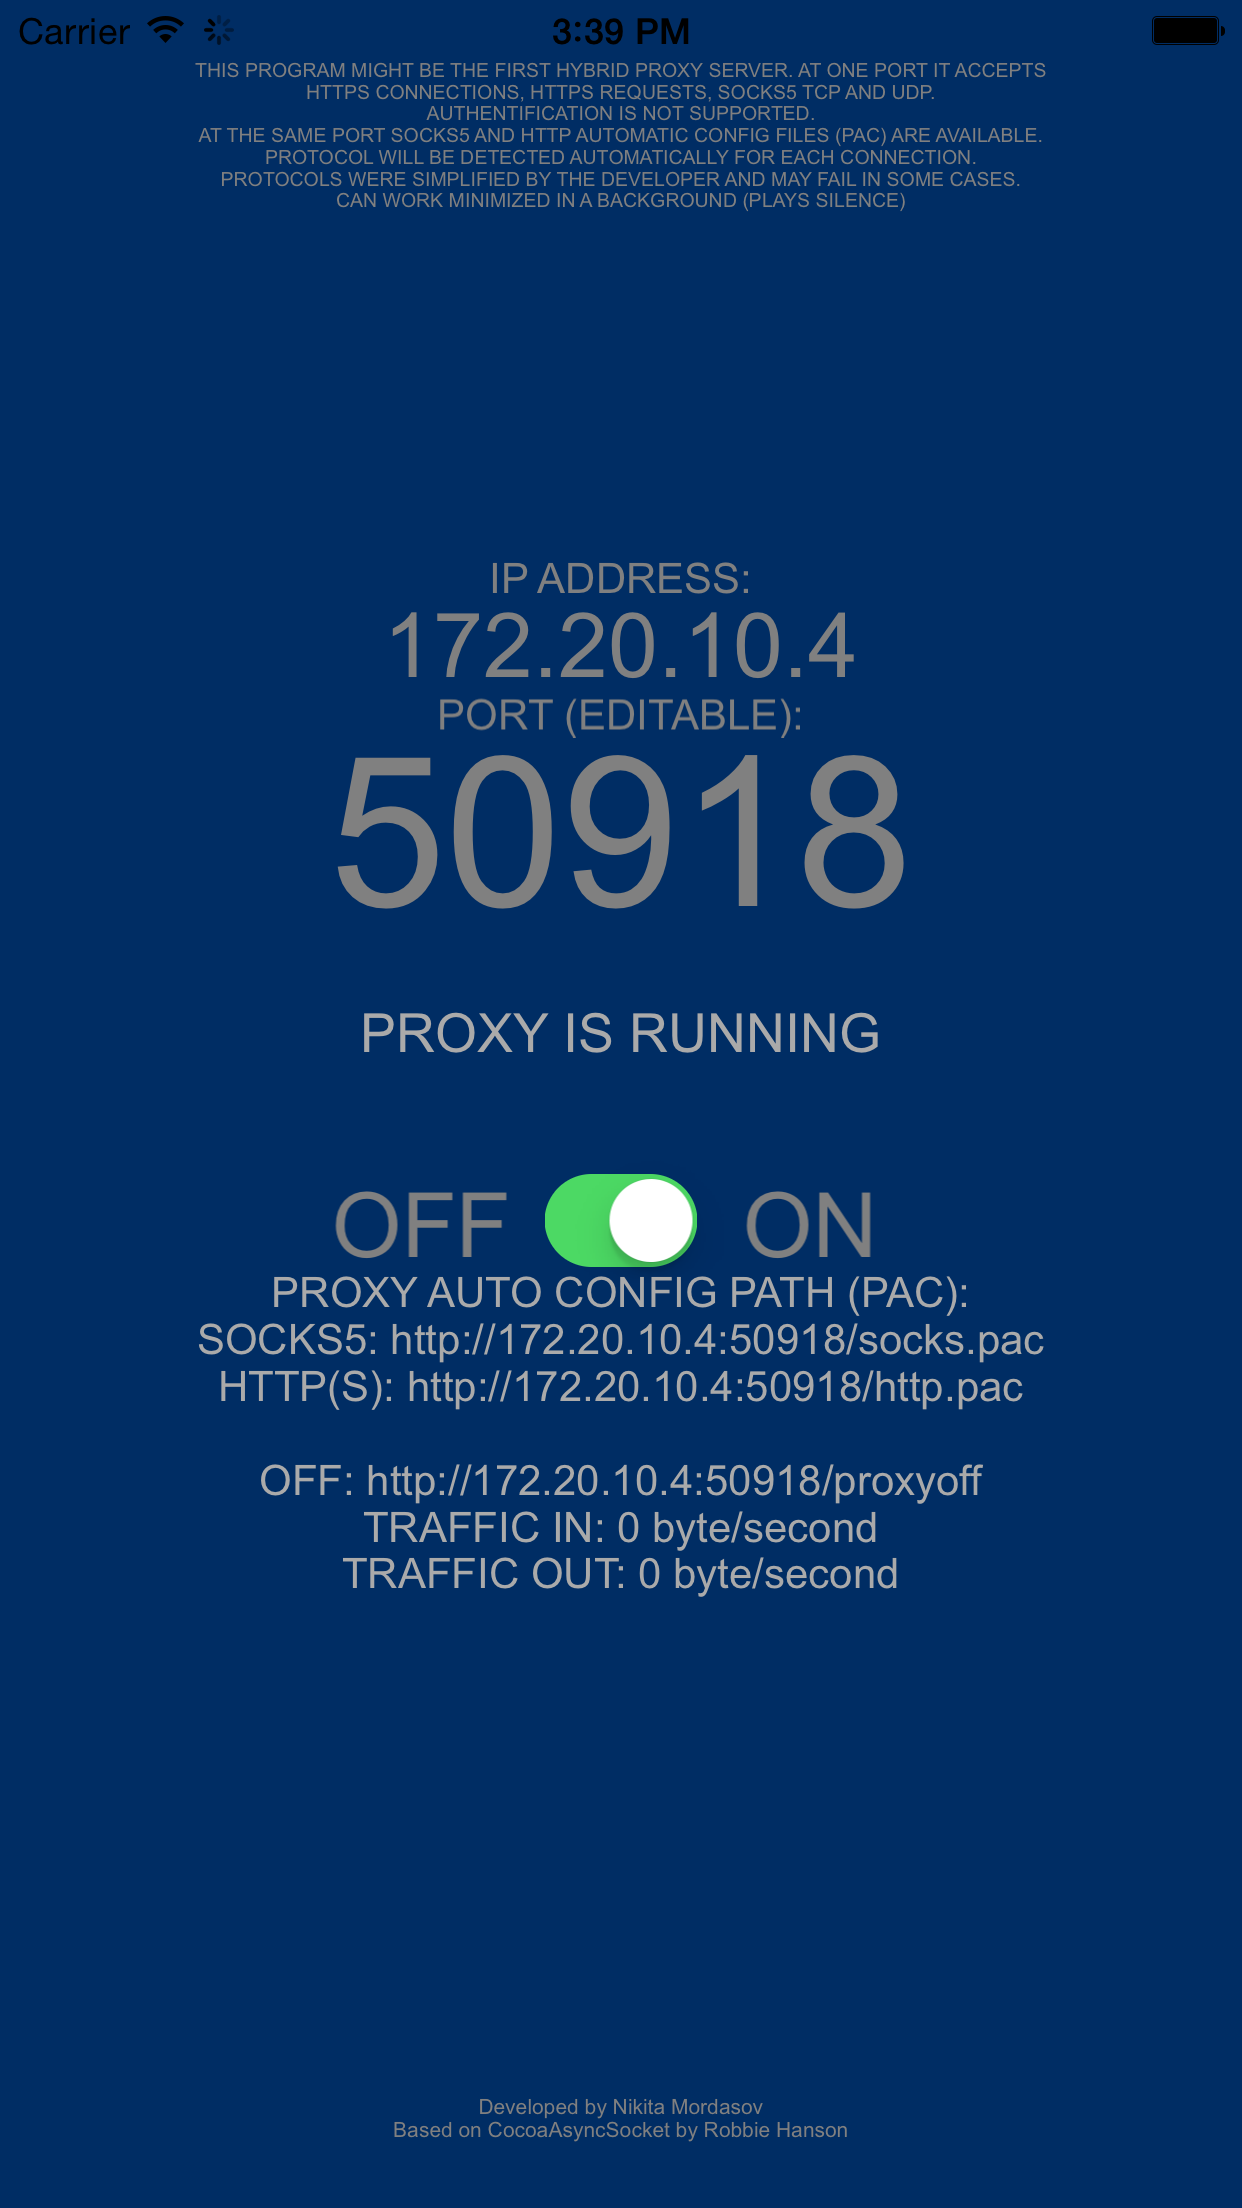 Carrier 3:39 PM
THIS PROGRAM MIGHT BE THE FIRST HYBRID PROXY SERVER. AT ONE PORT IT ACCEPTS
HTTPS CONNECTIONS, HTTPS REQUESTS, SOCKS5 TCP AND UDP.
AUTHENTIFICATION IS NOT SUPPORTED.
AT THE SAME PORT SOCKS5 AND HTTP AUTOMATIC CONFIG FILES (PAC) ARE AVAILABLE.
PROTOCOL WILL BE DETECTED AUTOMATICALLY FOR EACH CONNECTION.
PROTOCOLS WERE SIMPLIFIED BY THE DEVELOPER AND MAY FAIL IN SOME CASES.
CAN WORK MINIMIZED IN A BACKGROUND (PLAYS SILENCE)
IP ADDRESS:
172.20.10.4
PORT (EDITABLE):
50918
PROXY IS RUNNING
OFF ON
PROXY AUTO CONFIG PATH (PAC):
SOCKS5: http://172.20.10.4:50918/socks.pac
HTTP(S): http://172.20.10.4:50918/http.pac
OFF: http://172.20.10.4:50918/proxyoff
TRAFFIC IN: 0 byte/second
TRAFFIC OUT: 0 byte/second
Developed by Nikita Mordasov
Based on CocoaAsyncSocket by Robbie Hanson